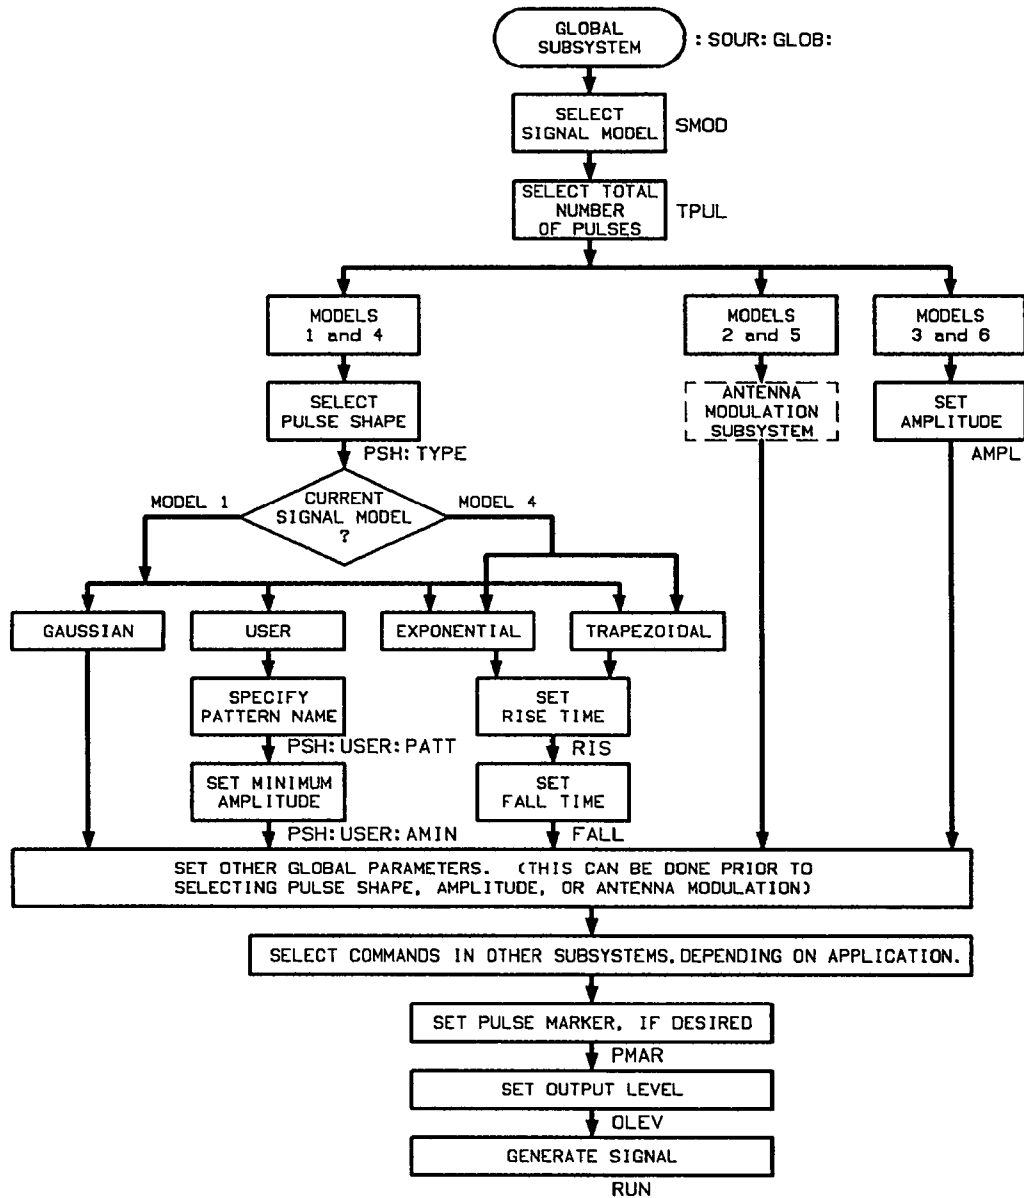 GLOBAL
SUBSYSTEM
:SOUR:GLOB:
SELECT
SIGNAL MODEL
SMOD
SELECT TOTAL
NUMBER
OF PULSES
TPUL
MODELS
1 and 4
MODELS
2 and 5
MODELS
3 and 6
SELECT
PULSE SHAPE
PSH:TYPE
ANTENNA
MODULATION
SUBSYSTEM
SET
AMPLITUDE
AMPL
MODEL 1
CURRENT
SIGNAL MODEL
?
MODEL 4
GAUSSIAN
USER
EXPONENTIAL
TRAPEZOIDAL
SPECIFY
PATTERN NAME
PSH:USER:PATT
SET
RISE TIME
RIS
SET MINIMUM
AMPLITUDE
PSH:USER:AMIN
SET
FALL TIME
FALL
SET OTHER GLOBAL PARAMETERS. (THIS CAN BE DONE PRIOR TO
SELECTING PULSE SHAPE, AMPLITUDE, OR ANTENNA MODULATION)
SELECT COMMANDS IN OTHER SUBSYSTEMS.DEPENDING ON APPLICATION.
SET PULSE MARKER, IF DESIRED
PMAR
SET OUTPUT LEVEL
OLEV
GENERATE SIGNAL
RUN